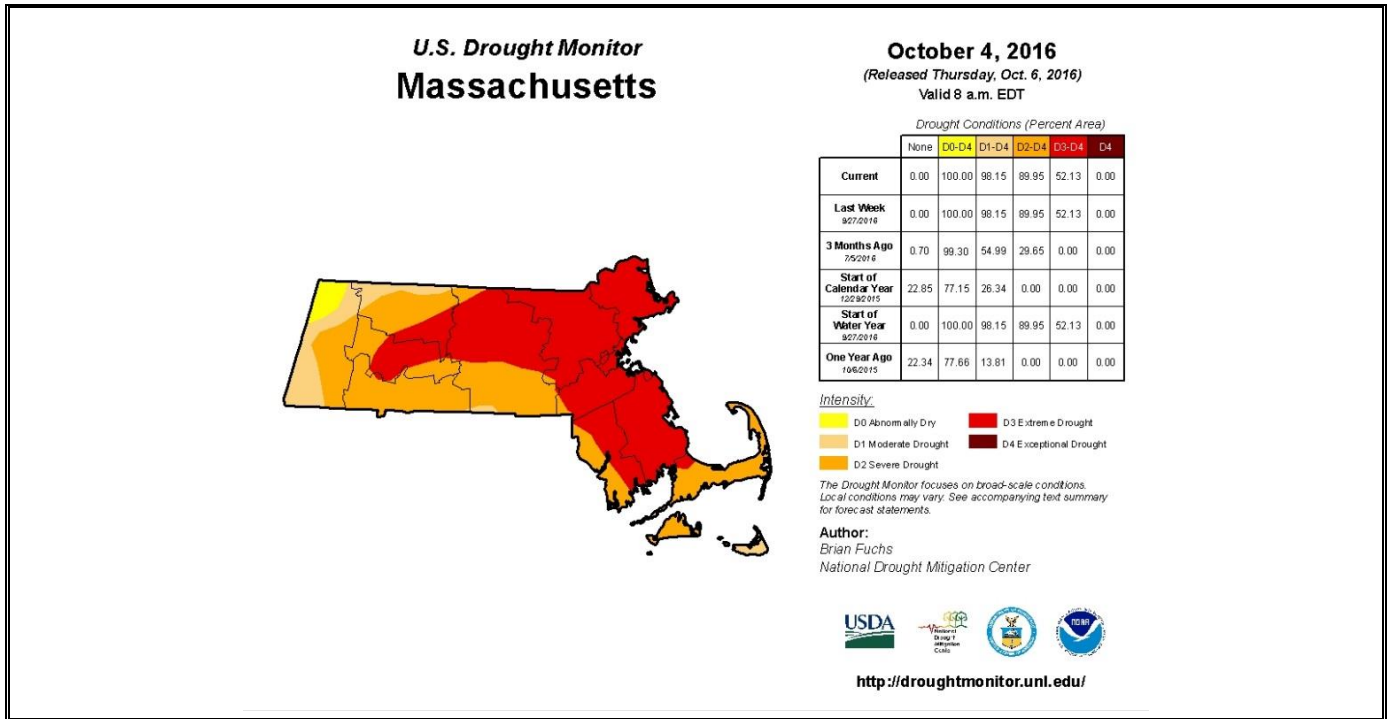 U.S. Drought Monitor
Massachusetts
October 4, 2016
(Released Thursday, Oct. 6, 2016)
Valid 8 a.m. EDT
Drought Conditions (Percent Area)
None D0-D4 D1-D4 D2-D4 D3-D4 D4
Current 0.00 100.00 98.15 89.95 52.13 0.00
Last Week
9/27/2016 0.00 100.00 98.15 89.95 52.13 0.00
3 Months Ago
7/5/2016 0.70 99.30 54.99 29.65 0.00 0.00
Start of
Calendar Year
12/29/2015 22.85 77.15 26.34 0.00 0.00 0.00
Start of
Water Year
9/27/2016 0.00 100.00 98.15 89.95 52.13 0.00
One Year Ago
10/6/2015 22.34 77.66 13.81 0.00 0.00 0.00
Intensity:
D0 Abnormally Dry
D1 Moderate Drought
D2 Severe Drought
D3 Extreme Drought
D4 Exceptional Drought
The Drought Monitor focuses on broad-scale conditions.
Local conditions may vary. See accompanying text summary
for forecast statements.
Author:
Brian Fuchs
National Drought Mitigation Center
USDA
National
Drought
Mitigation
Center
NOAA
http://droughtmonitor.unl.edu/